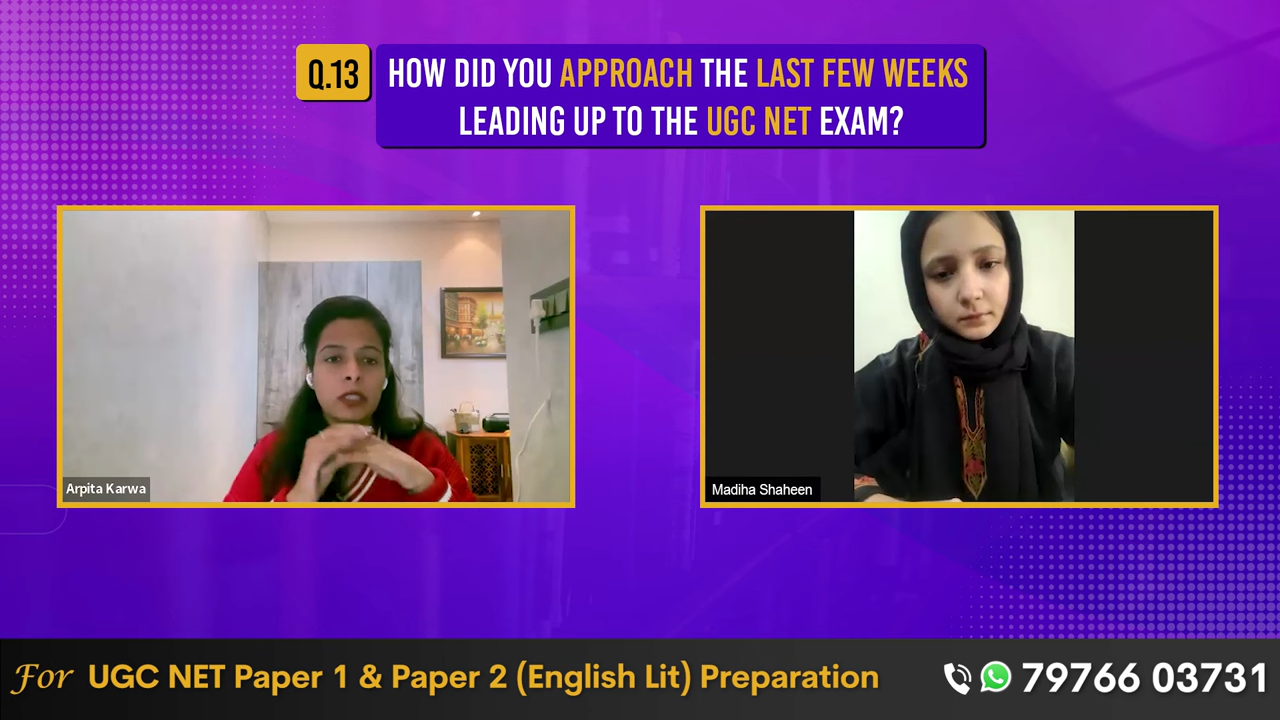 Q.13
HOW DID YOU APPROACH THE LAST FEW WEEKS
LEADING UP TO THE UGC NET EXAM?
Arpita Karwa
Madiha Shaheen
For UGC NET Paper 1 & Paper 2 (English Lit) Preparation
79766 03731